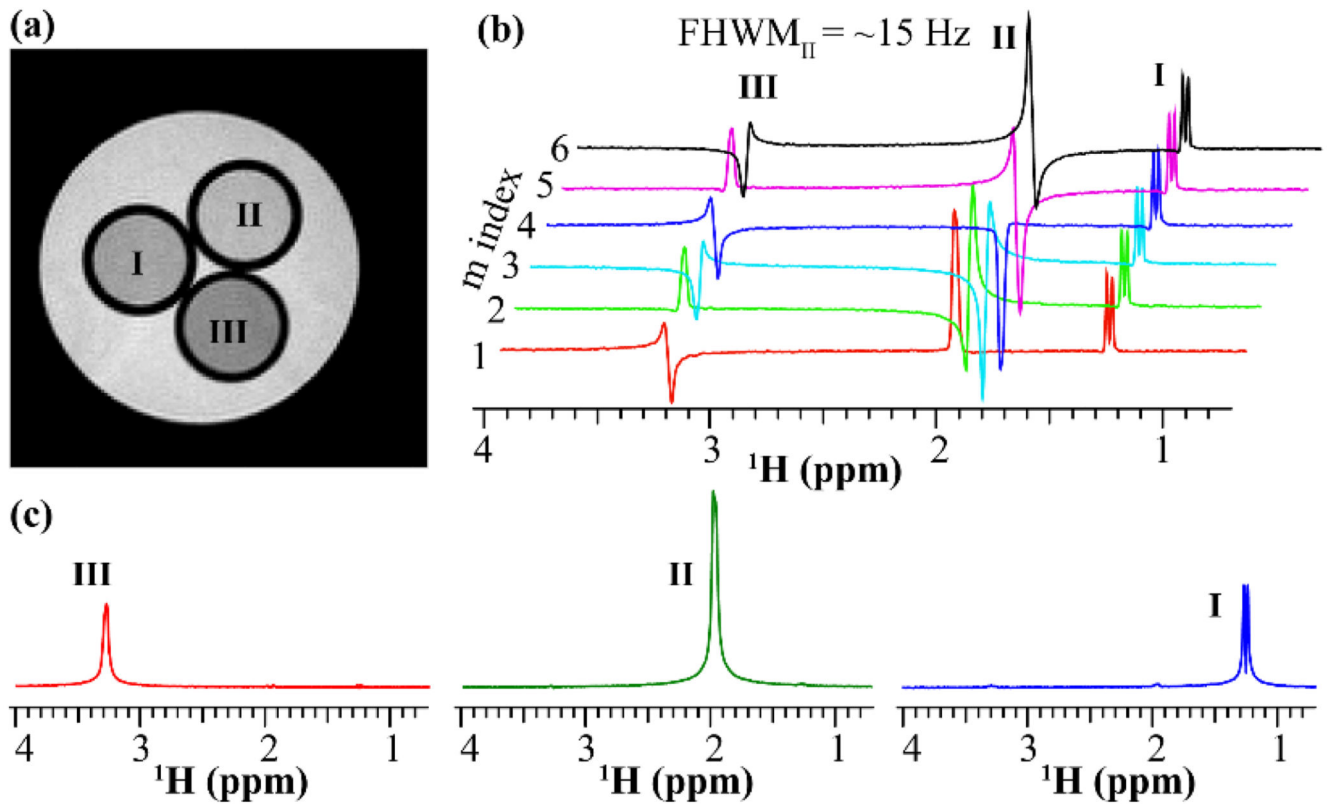 (a)
I
II
III
(b)
FHWM_II = ~15 Hz
II
III
I
m index
6
5
4
3
2
1
4 3 2 1
¹H (ppm)
(c)
III
4 3 2 1
¹H (ppm)
II
4 3 2 1
¹H (ppm)
I
4 3 2 1
¹H (ppm)